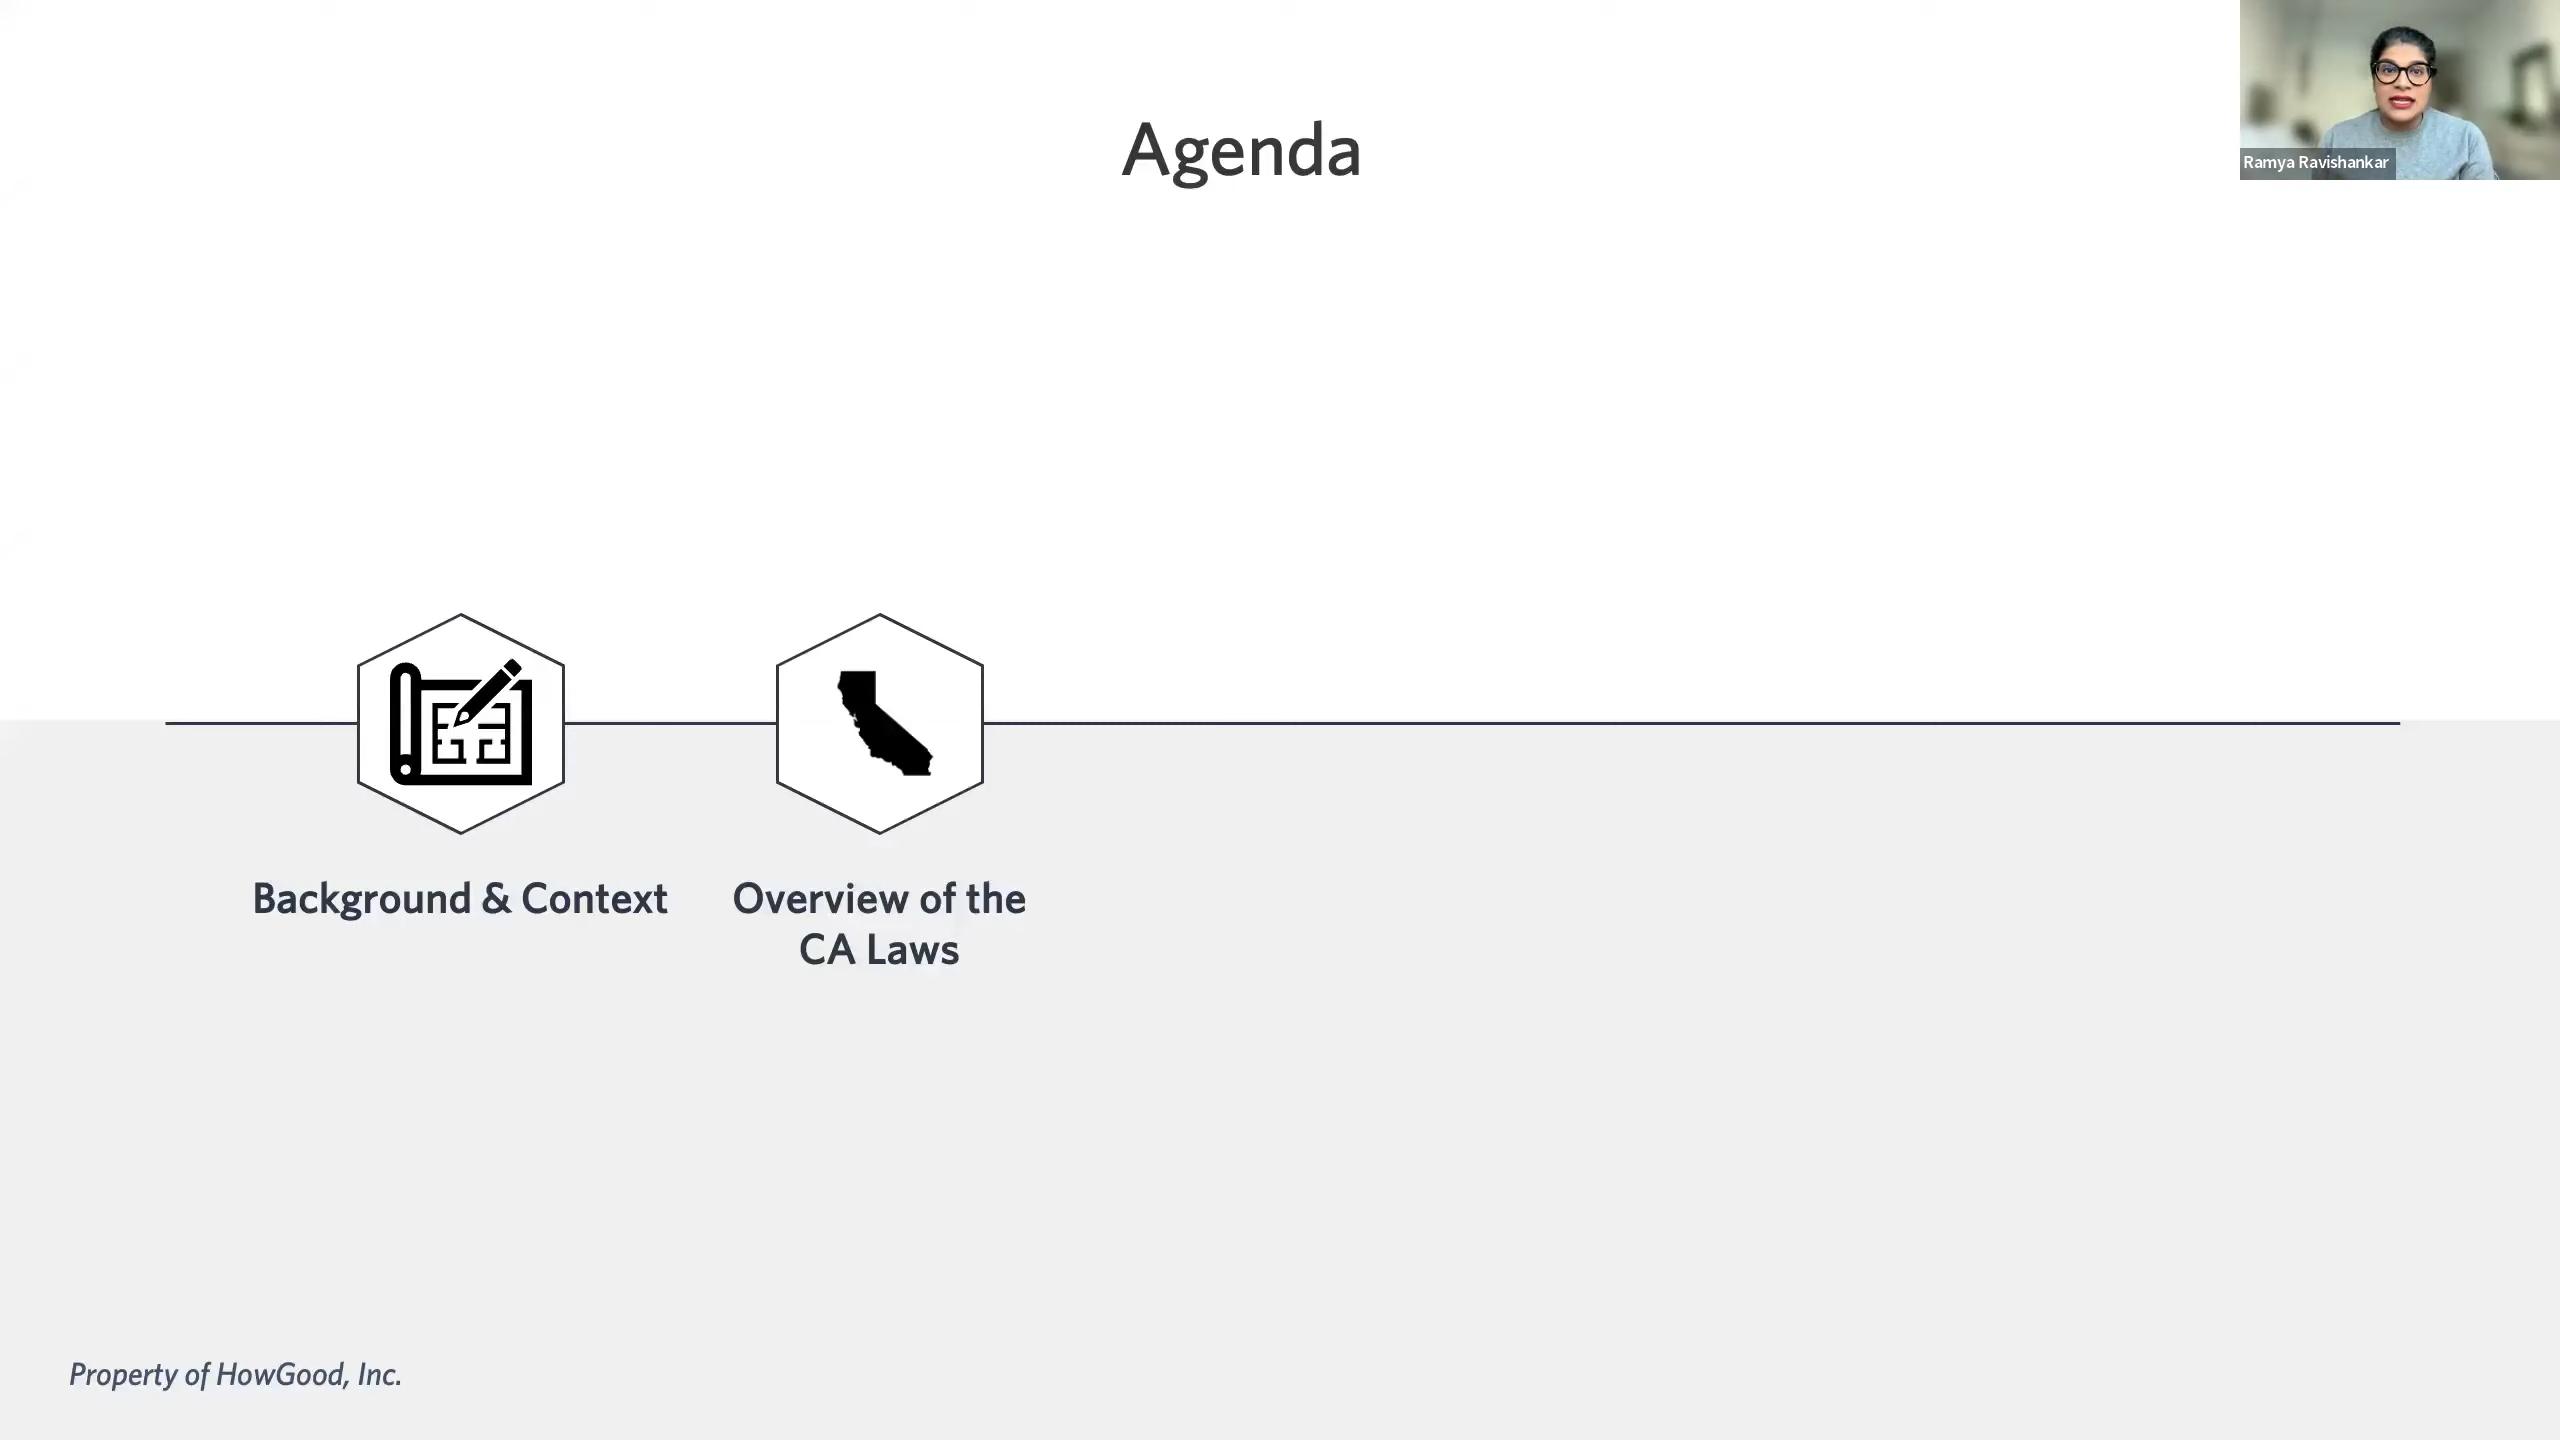 Agenda
Ramya Ravishankar
Background & Context
Overview of the
CA Laws
Property of HowGood, Inc.